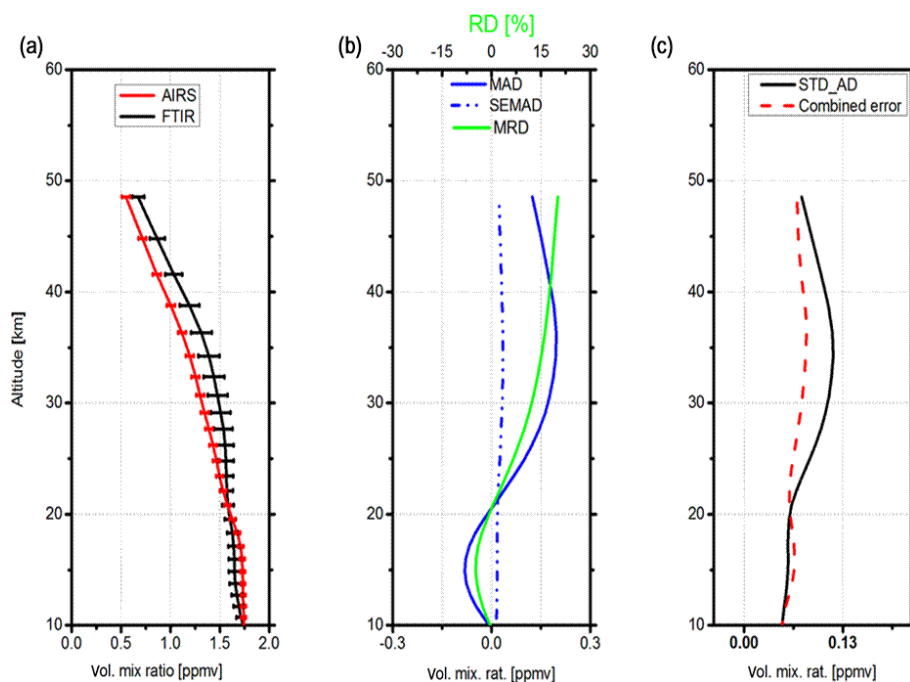 RD [%]
(a)
(b)
(c)
-30 -15 0 15 30
60
50
40
30
20
10
Altitude [km]
AIRS
FTIR
0.0 0.5 1.0 1.5 2.0
Vol. mix ratio [ppmv]
60
50
40
30
20
10
MAD
SEMAD
MRD
-0.3 0.0 0.3
Vol. mix. rat. [ppmv]
60
50
40
30
20
10
STD_AD
Combined error
0.00 0.13
Vol. mix. rat. [ppmv]